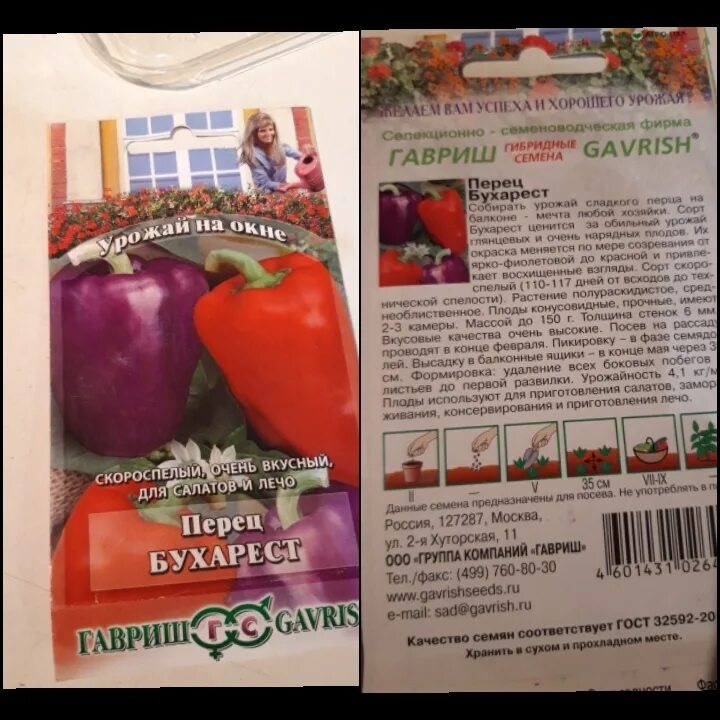 Урожай на окне
СКОРОСПЕЛЫЙ, ОЧЕНЬ ВКУСНЫЙ,
ДЛЯ САЛАТОВ И ЛЕЧО
Перец
БУХАРЕСТ
ГАВРИШ ГС GAVRIS
ЖЕЛАЕМ ВАМ УСПЕХА И ХОРОШЕГО УРОЖАЯ!
Селекционно - семеноводческая фирма
ГАВРИШ ГИБРИДНЫЕ СЕМЕНА GAVRISH®
Перец
Бухарест
Собирать урожай сладкого перца на
балконе - мечта любой хозяйки. Сорт
Бухарест ценится за обильный урожай
глянцевых и очень нарядных плодов. Их
окраска меняется по мере созревания от
ярко-фиолетовой до красной и привле-
кает восхищенные взгляды. Сорт скоро-
спелый (110-117 дней от всходов до тех-
нической спелости). Растение полураскидистое, сред-
необлиственное. Плоды конусовидные, прочные, имеют
2-3 камеры. Массой до 150 г. Толщина стенок 6 мм.
Вкусовые качества очень высокие. Посев на рассад
проводят в конце февраля. Пикировку – в фазе семядо
лей. Высадку в балконные ящики – в конце мая через 3
см. Формировка: удаление всех боковых побегов
листьев до первой развилки. Урожайность 4,1 кг/м
Плоды используют для приготовления салатов, замор
живания, консервирования и приготовления лечо.
II — V 35 см VII-IX
Данные семена предназначены для посева. Не употреблять в п
Россия, 127287, Москва,
ул. 2-я Хуторская, 11
ООО «ГРУППА КОМПАНИЙ «ГАВРИШ»
Тел./факс: (499) 760-80-30
www.gavrishseeds.ru
e-mail: sad@gavrish.ru
4 601431 0264
Качество семян соответствует ГОСТ 32592-20
Хранить в сухом и прохладном месте.